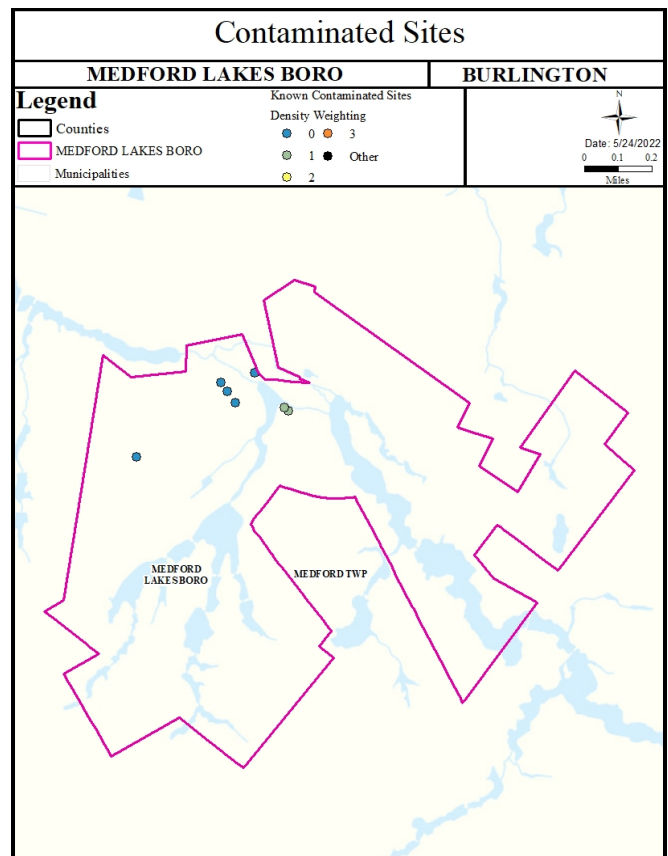 Contaminated Sites
MEDFORD LAKES BORO
BURLINGTON
Legend
Counties
MEDFORD LAKES BORO
Municipalities
Known Contaminated Sites
Density Weighting
0 3
1 Other
2
N
Date: 5/24/2022
0 0.1 0.2
Miles
MEDFORD
LAKES BORO
MEDFORD TWP